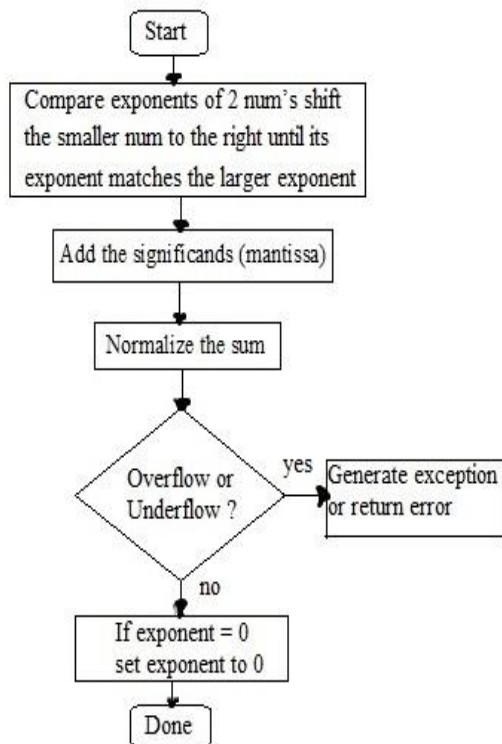 Start
Compare exponents of 2 num's shift
the smaller num to the right until its
exponent matches the larger exponent
Add the significands (mantissa)
Normalize the sum
Overflow or
Underflow ?
yes
Generate exception
or return error
no
If exponent = 0
set exponent to 0
Done